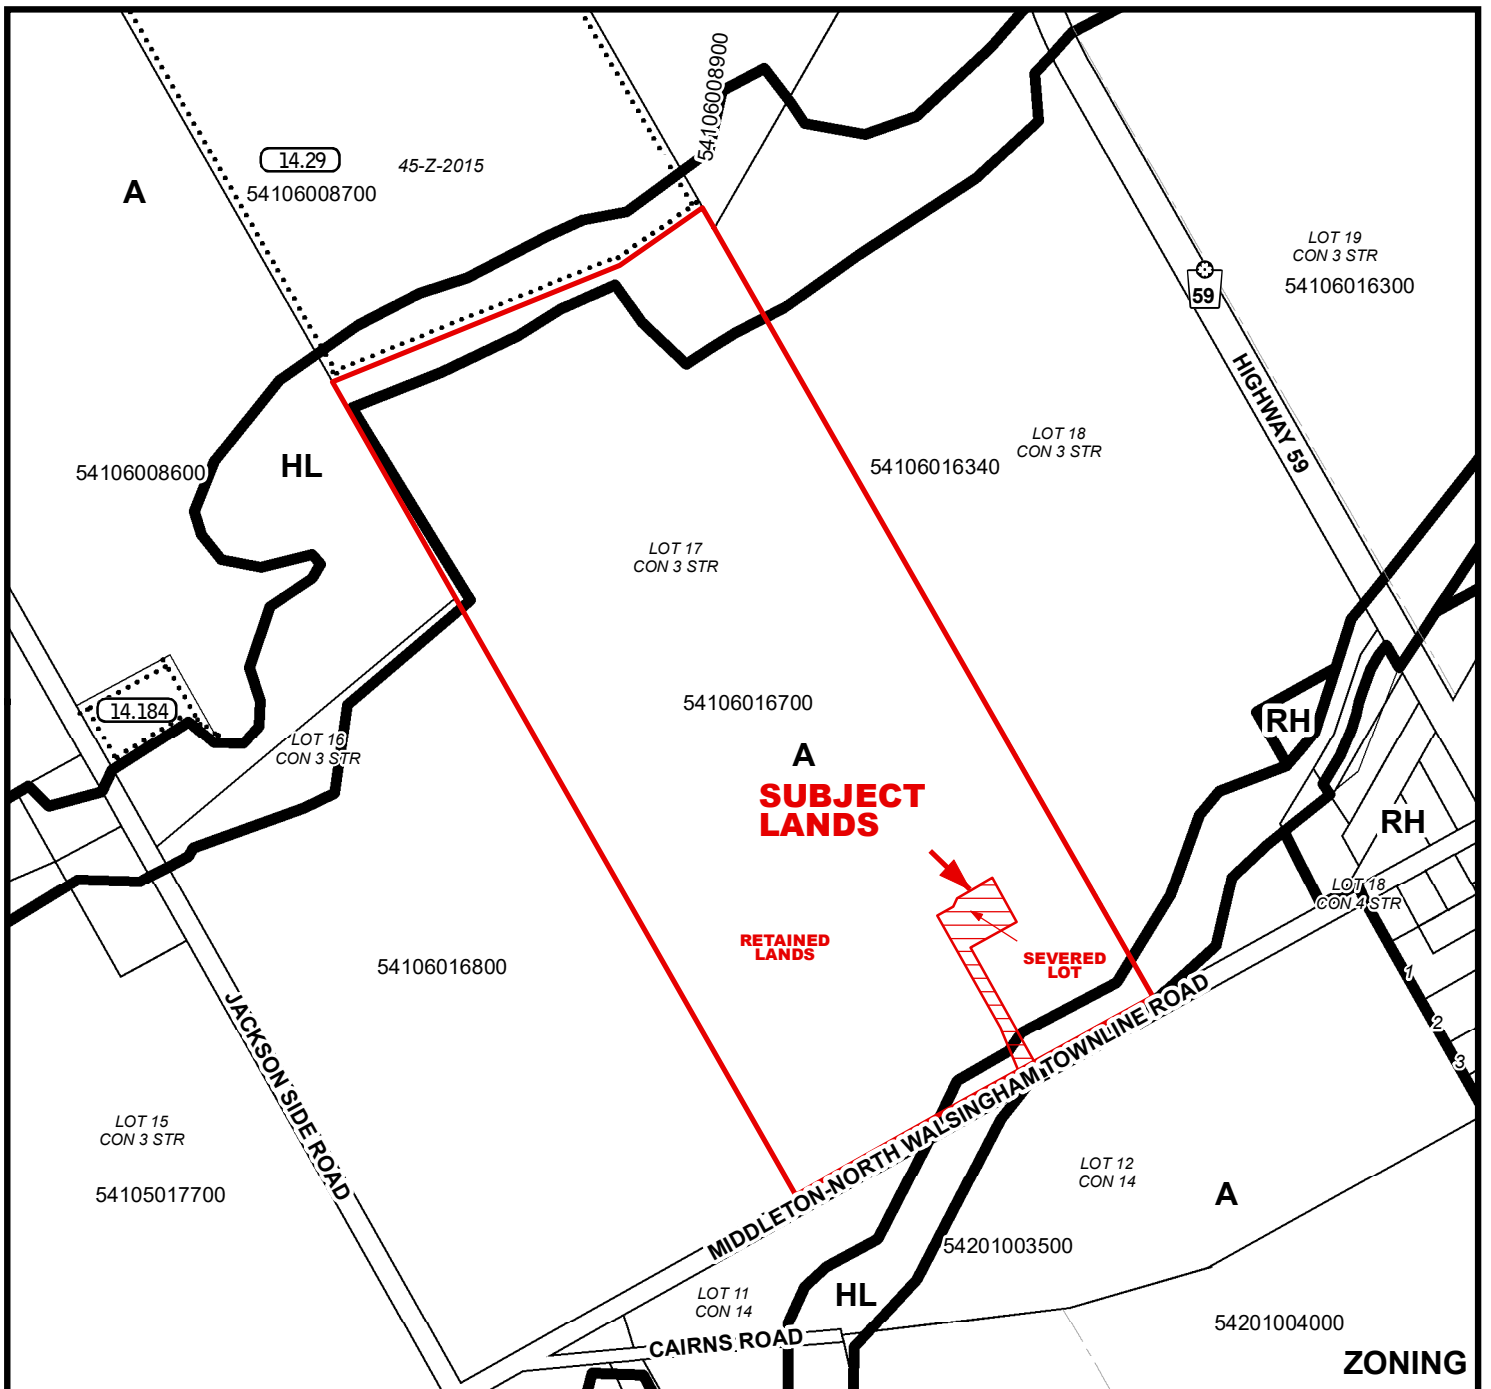 54106008900
14.29
45-Z-2015
A
54106008700
LOT 19
CON 3 STR
54106016300
59
HIGHWAY 59
LOT 18
CON 3 STR
54106016340
54106008600
HL
LOT 17
CON 3 STR
54106016700
A
SUBJECT
LANDS
14.184
LOT 16
CON 3 STR
RH
RH
LOT 18
CON 4 STR
RETAINED
LANDS
SEVERED
LOT
54106016800
1
2
3
JACKSON SIDE ROAD
MIDDLETON-NORTH WALSINGHAM TOWNLINE ROAD
LOT 15
CON 3 STR
54105017700
LOT 12
CON 14
A
54201003500
LOT 11
CON 14
HL
CAIRNS ROAD
54201004000
ZONING